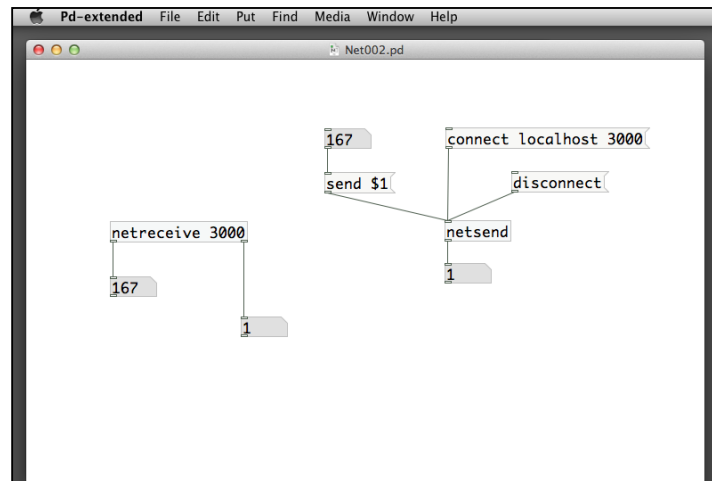 Pd-extended File Edit Put Find Media Window Help
Net002.pd
167
connect localhost 3000
send $1
disconnect
netreceive 3000
netsend
167
1
1